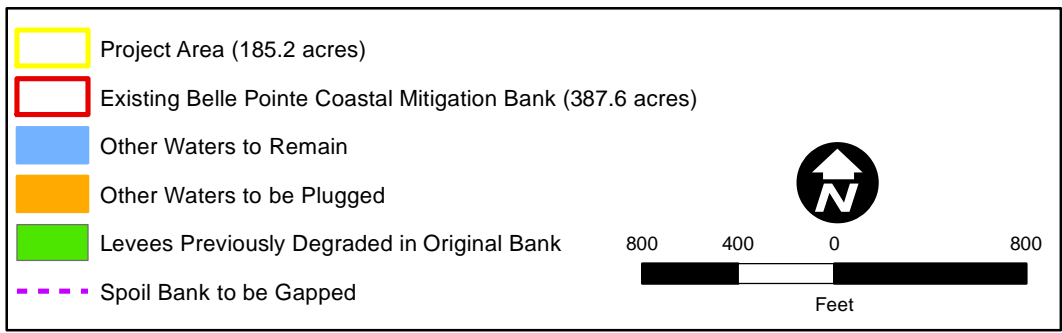 Project Area (185.2 acres)
Existing Belle Pointe Coastal Mitigation Bank (387.6 acres)
Other Waters to Remain
Other Waters to be Plugged
Levees Previously Degraded in Original Bank
Spoil Bank to be Gapped
N
800 400 0 800
Feet